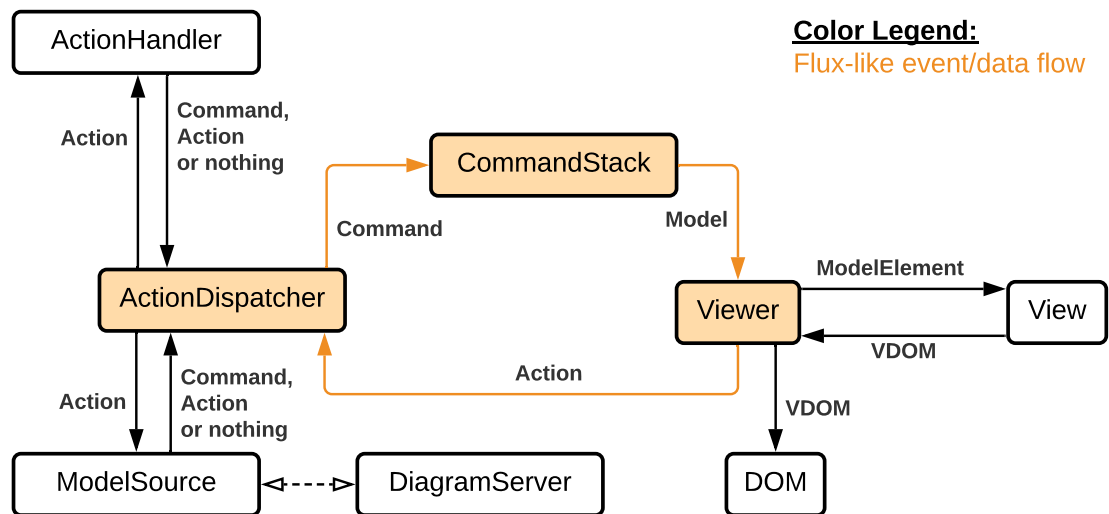 ActionHandler
Color Legend:
Flux-like event/data flow
Action
Command,
Action
or nothing
CommandStack
Command
Model
ActionDispatcher
ModelElement
Viewer
View
VDOM
Action
Action
Command,
Action
or nothing
VDOM
ModelSource
DiagramServer
DOM